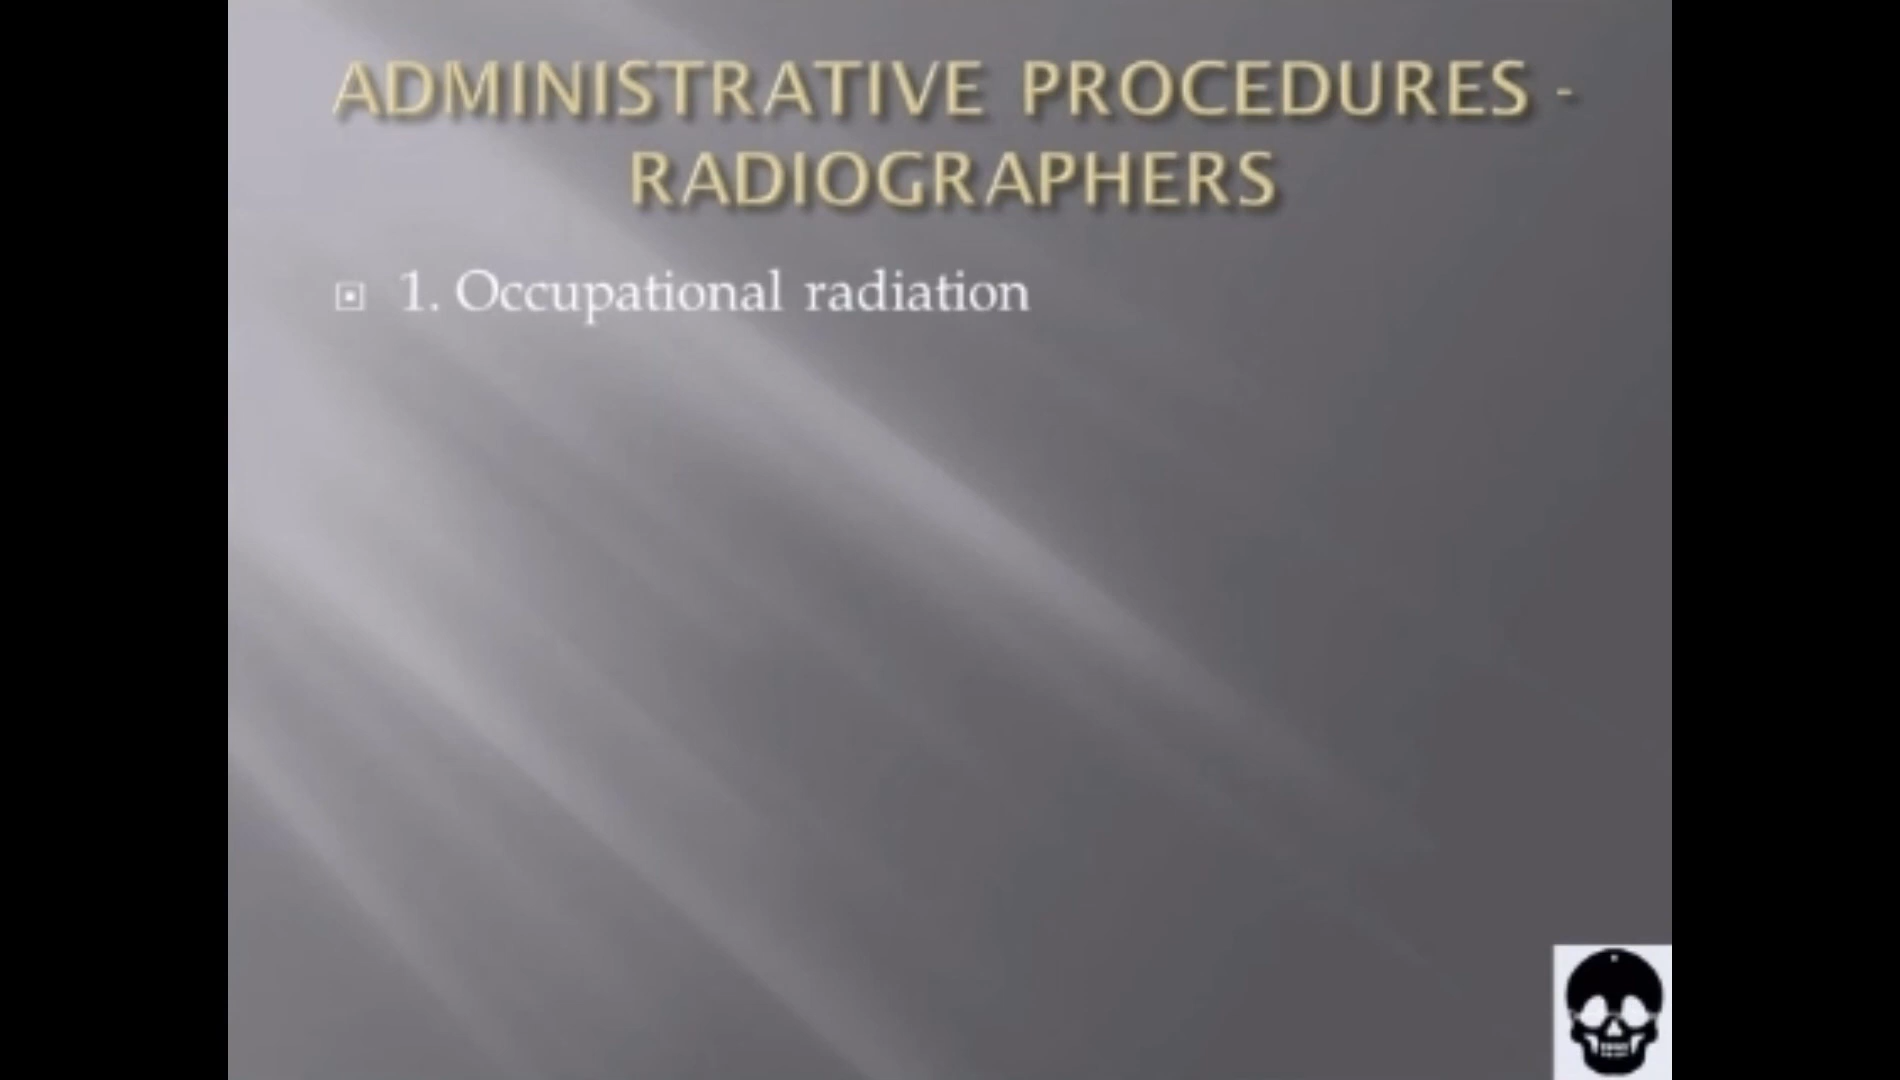 ADMINISTRATIVE PROCEDURES -
RADIOGRAPHERS
1. Occupational radiation